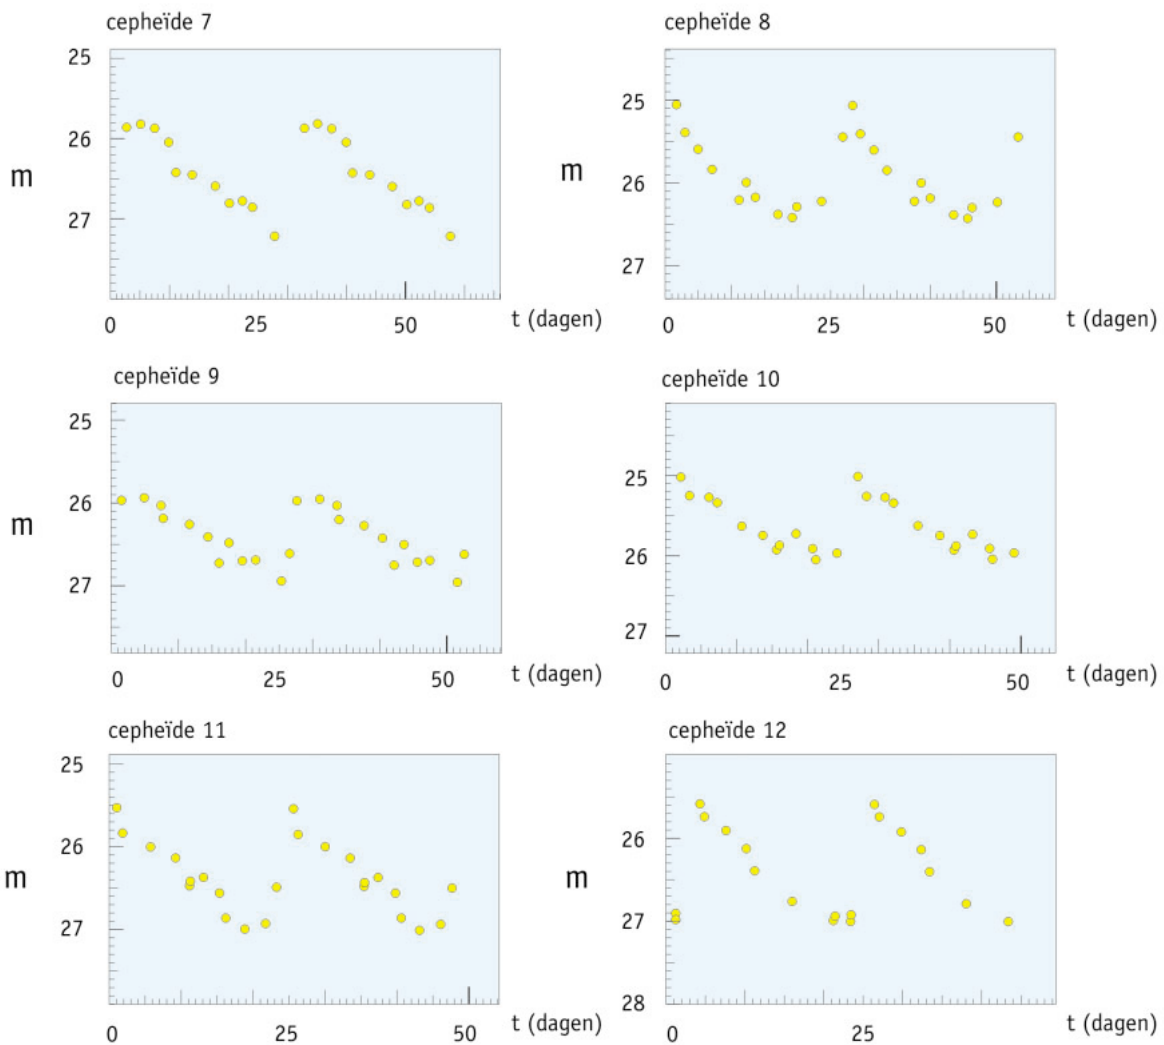 cepheïde 7
25
26
m
27
0 25 50 t (dagen)
cepheïde 8
25
m
26
27
0 25 50 t (dagen)
cepheïde 9
25
26
m
27
0 25 50 t (dagen)
cepheïde 10
25
26
27
0 25 50 t (dagen)
cepheïde 11
25
26
m
27
0 25 50 t (dagen)
cepheïde 12
26
m
27
28
0 25 t (dagen)